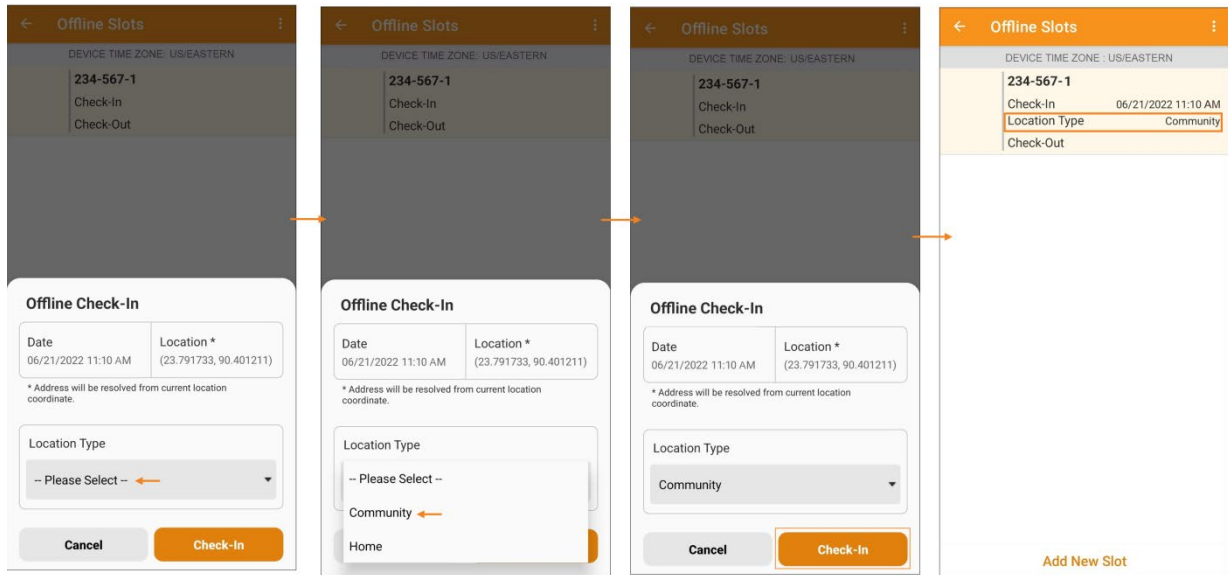 Offline Slots
DEVICE TIME ZONE: US/EASTERN
234-567-1
Check-In
Check-Out
Offline Check-In
Date
06/21/2022 11:10 AM
Location *
(23.791733, 90.401211)
* Address will be resolved from current location
coordinate.
Location Type
-- Please Select --
Cancel
Check-In
Offline Slots
DEVICE TIME ZONE: US/EASTERN
234-567-1
Check-In
Check-Out
Offline Check-In
Date
06/21/2022 11:10 AM
Location *
(23.791733, 90.401211)
* Address will be resolved from current location
coordinate.
Location Type
-- Please Select --
Community
Home
Offline Slots
DEVICE TIME ZONE: US/EASTERN
234-567-1
Check-In
Check-Out
Offline Check-In
Date
06/21/2022 11:10 AM
Location *
(23.791733, 90.401211)
* Address will be resolved from current location
coordinate.
Location Type
Community
Cancel
Check-In
Offline Slots
DEVICE TIME ZONE : US/EASTERN
234-567-1
Check-In 06/21/2022 11:10 AM
Location Type Community
Check-Out
Add New Slot